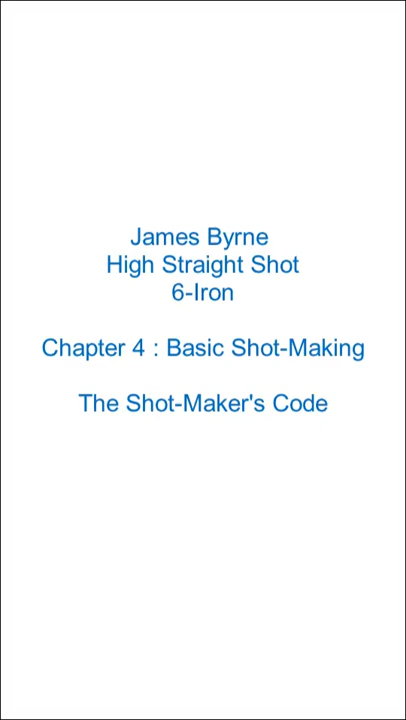 James Byrne
High Straight Shot
6-Iron
Chapter 4 : Basic Shot-Making
The Shot-Maker's Code